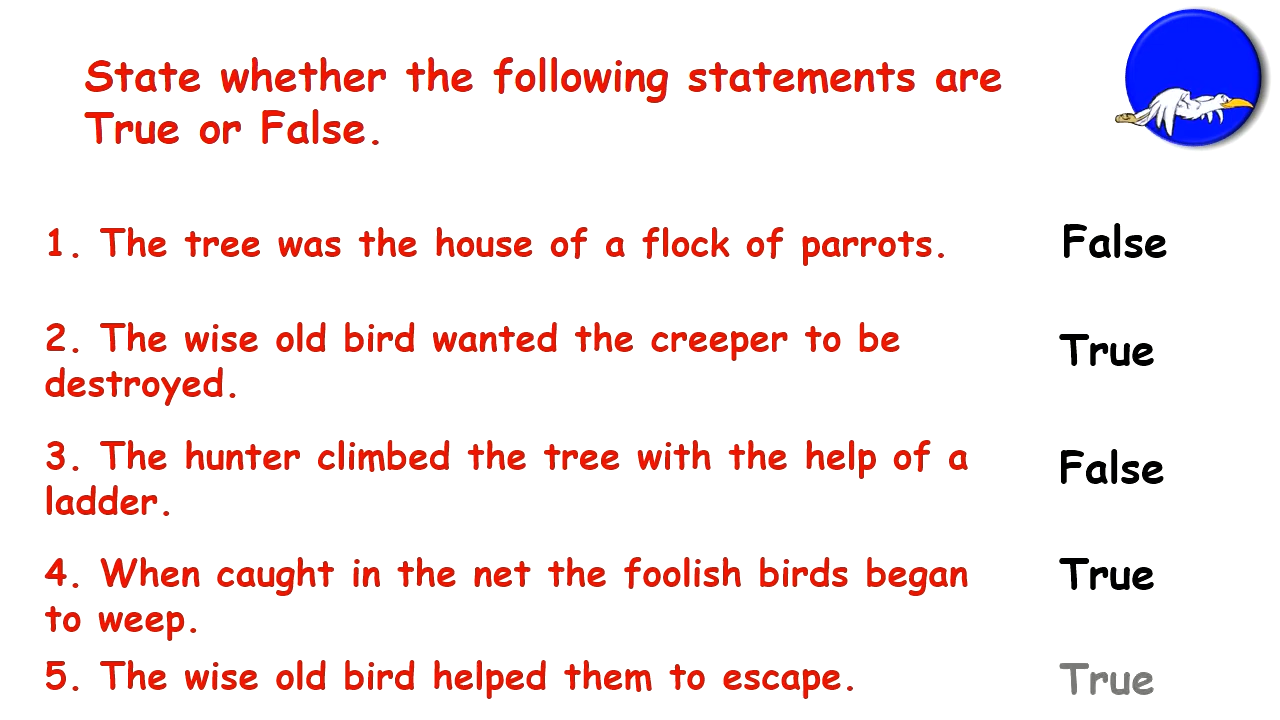 State whether the following statements are
True or False.
1. The tree was the house of a flock of parrots.
False
2. The wise old bird wanted the creeper to be
destroyed.
True
3. The hunter climbed the tree with the help of a
ladder.
False
4. When caught in the net the foolish birds began
to weep.
True
5. The wise old bird helped them to escape.
True